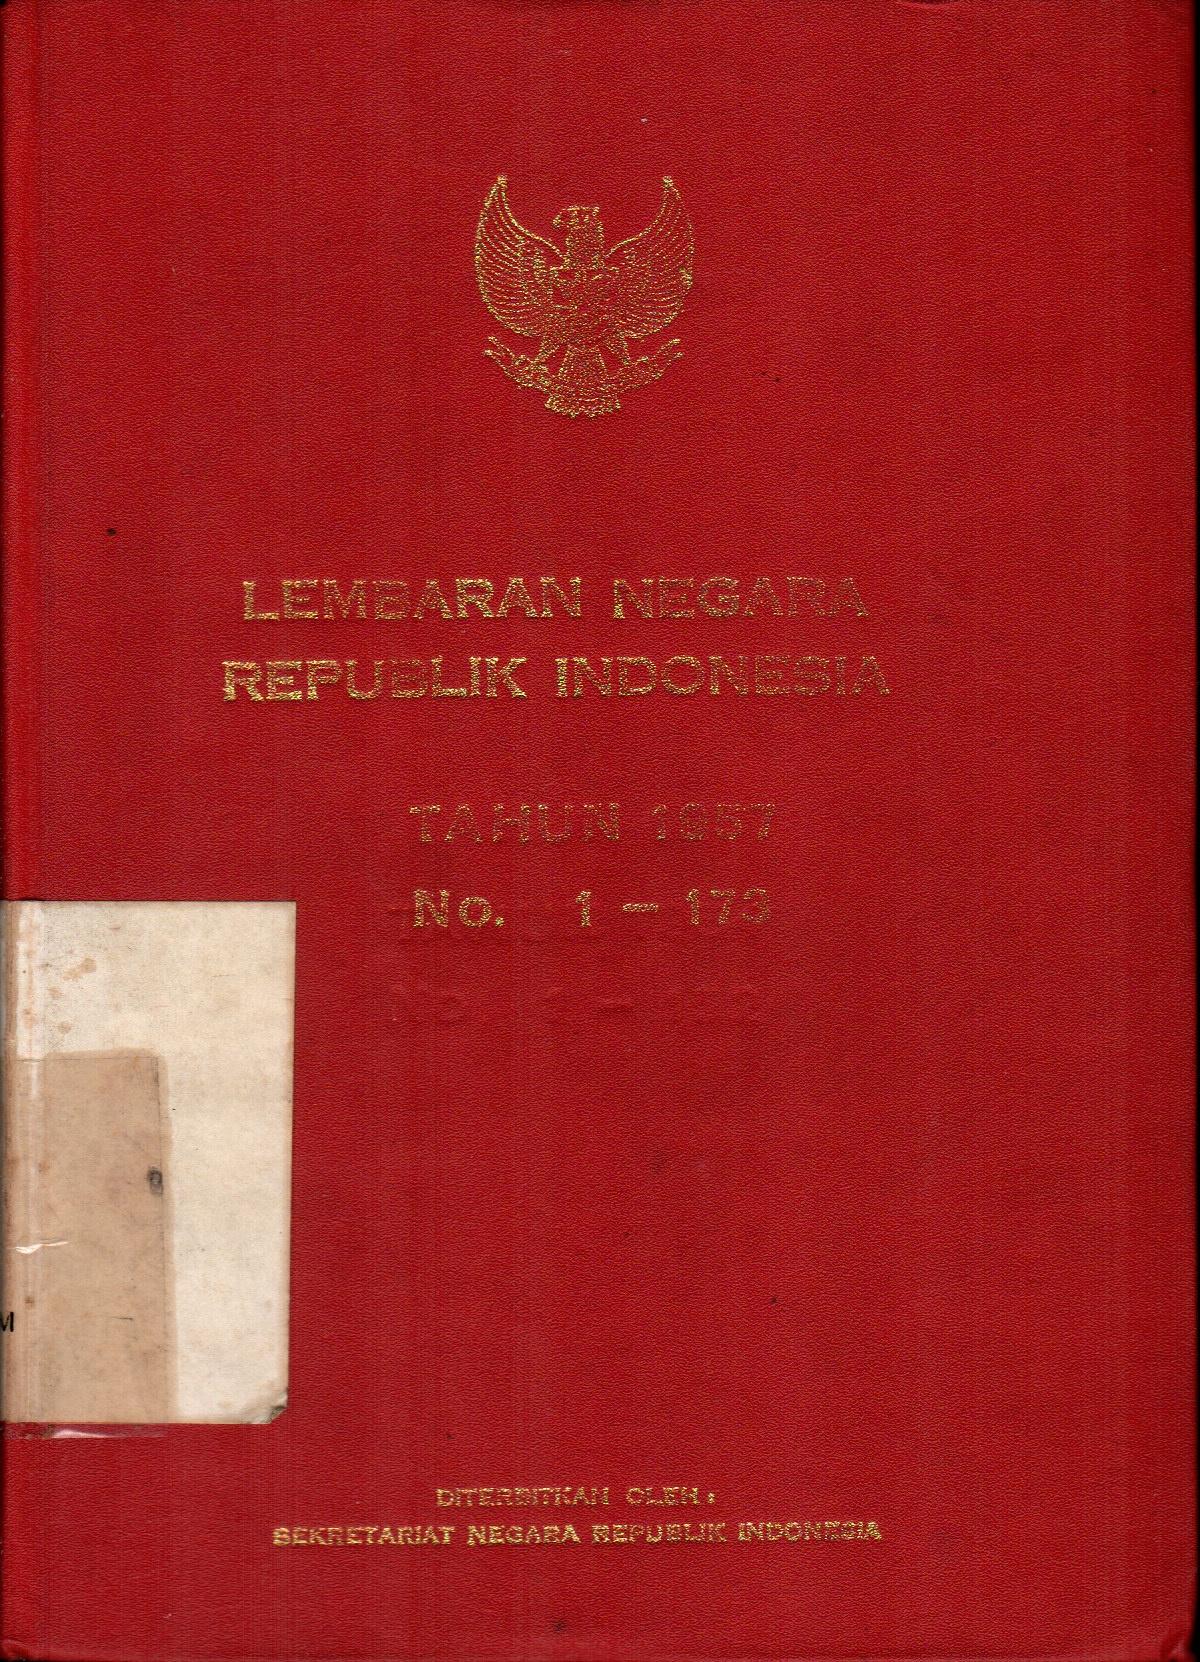 LEMBARAN NEGARA
REPUBLIK INDONESIA
TAHUN 1957
No. 1 — 173
M
DITERBITKAN OLEH :
SEKRETARIAT NEGARA REPUBLIK INDONESIA